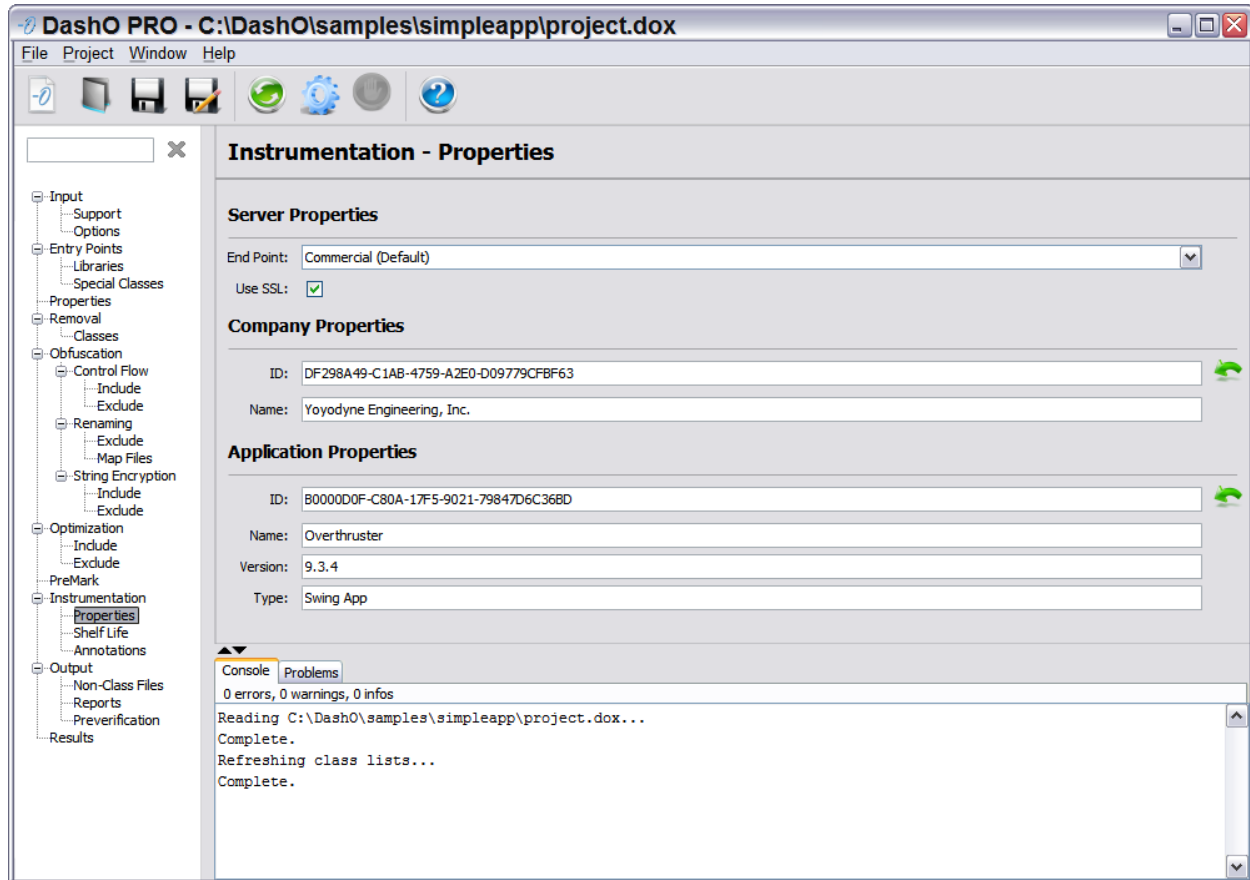 DashO PRO - C:\DashO\samples\simpleapp\project.dox
File Project Window Help
Instrumentation - Properties
Input
Support
Options
Entry Points
Libraries
Special Classes
Properties
Removal
Classes
Obfuscation
Control Flow
Include
Exclude
Renaming
Exclude
Map Files
String Encryption
Include
Exclude
Optimization
Include
Exclude
PreMark
Instrumentation
Properties
Shelf Life
Annotations
Output
Non-Class Files
Reports
Preverification
Results
Server Properties
End Point: Commercial (Default)
Use SSL:
Company Properties
ID: DF298A49-C1AB-4759-A2E0-D09779CFBF63
Name: Yoyodyne Engineering, Inc.
Application Properties
ID: B0000D0F-C80A-17F5-9021-79847D6C36BD
Name: Overthruster
Version: 9.3.4
Type: Swing App
Console Problems
0 errors, 0 warnings, 0 infos
Reading C:\DashO\samples\simpleapp\project.dox...
Complete.
Refreshing class lists...
Complete.